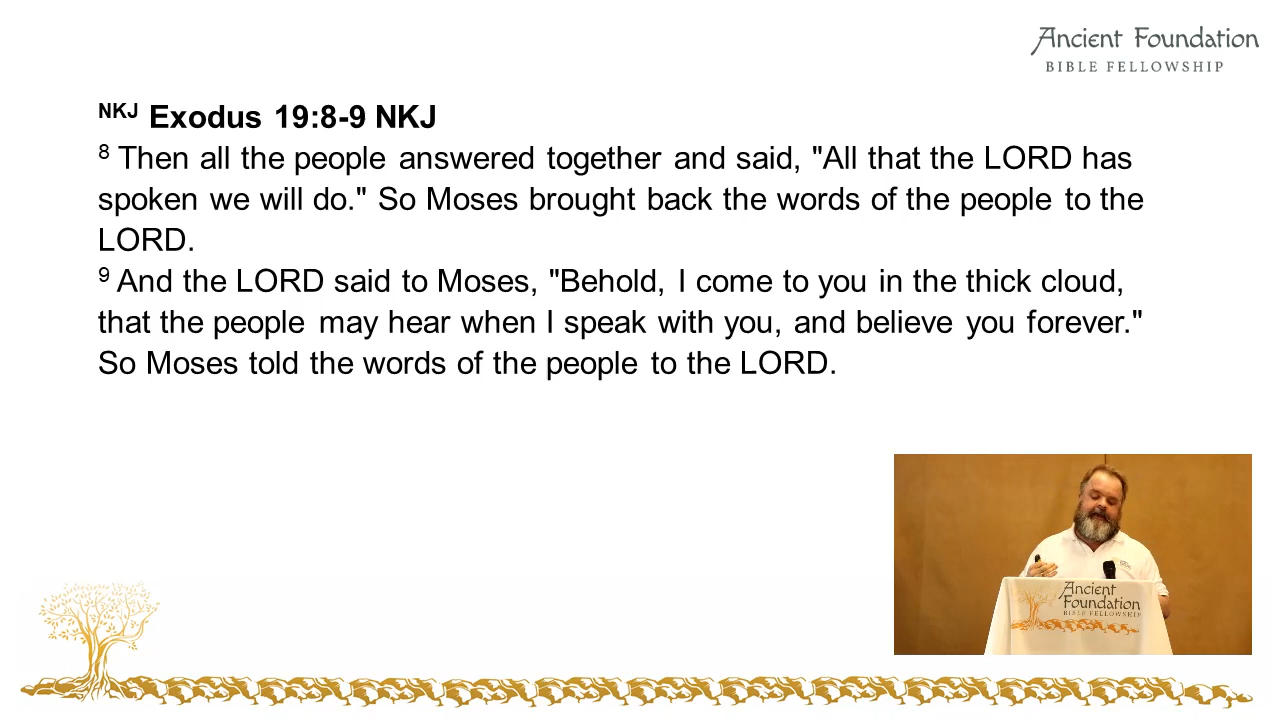 Ancient Foundation
BIBLE FELLOWSHIP
NKJ Exodus 19:8-9 NKJ
8 Then all the people answered together and said, "All that the LORD has
spoken we will do." So Moses brought back the words of the people to the
LORD.
9 And the LORD said to Moses, "Behold, I come to you in the thick cloud,
that the people may hear when I speak with you, and believe you forever."
So Moses told the words of the people to the LORD.
Ancient
Foundation
BIBLE FELLOWSHIP